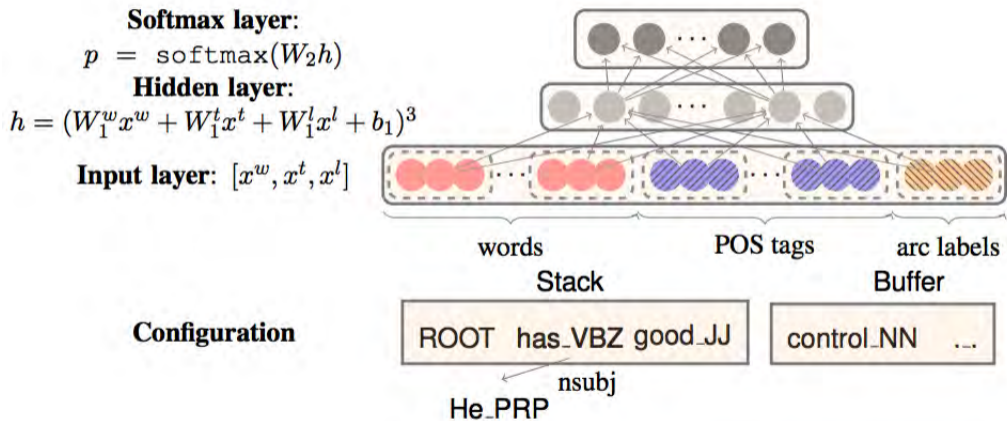 Softmax layer:
p = softmax(W₂h)
Hidden layer:
h = (W₁ʷxʷ + W₁ᵗxᵗ + W₁ˡxˡ + b₁)³
Input layer: [xʷ, xᵗ, xˡ]
··· 
···
··· ···
words POS tags arc labels
Stack Buffer
Configuration
ROOT has_VBZ good_JJ control_NN ._.
nsubj
He_PRP